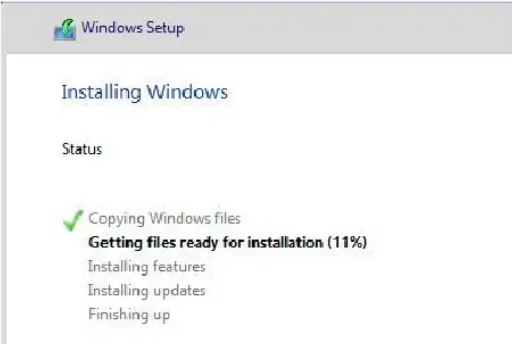 Windows Setup
Installing Windows
Status
Copying Windows files
Getting files ready for installation (11%)
Installing features
Installing updates
Finishing up